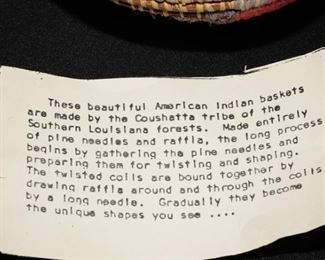 These beautiful American Indian baskets
are made by the Coushatta tribe of the
Southern Louisiana forests. Made entirely
of pine needles and raffia, the long process
begins by gathering the pine needles and
preparing them for twisting and shaping.
The twisted coils are bound together by
drawing raffia around and through the coils
by a long needle. Gradually they become
the unique shapes you see ....